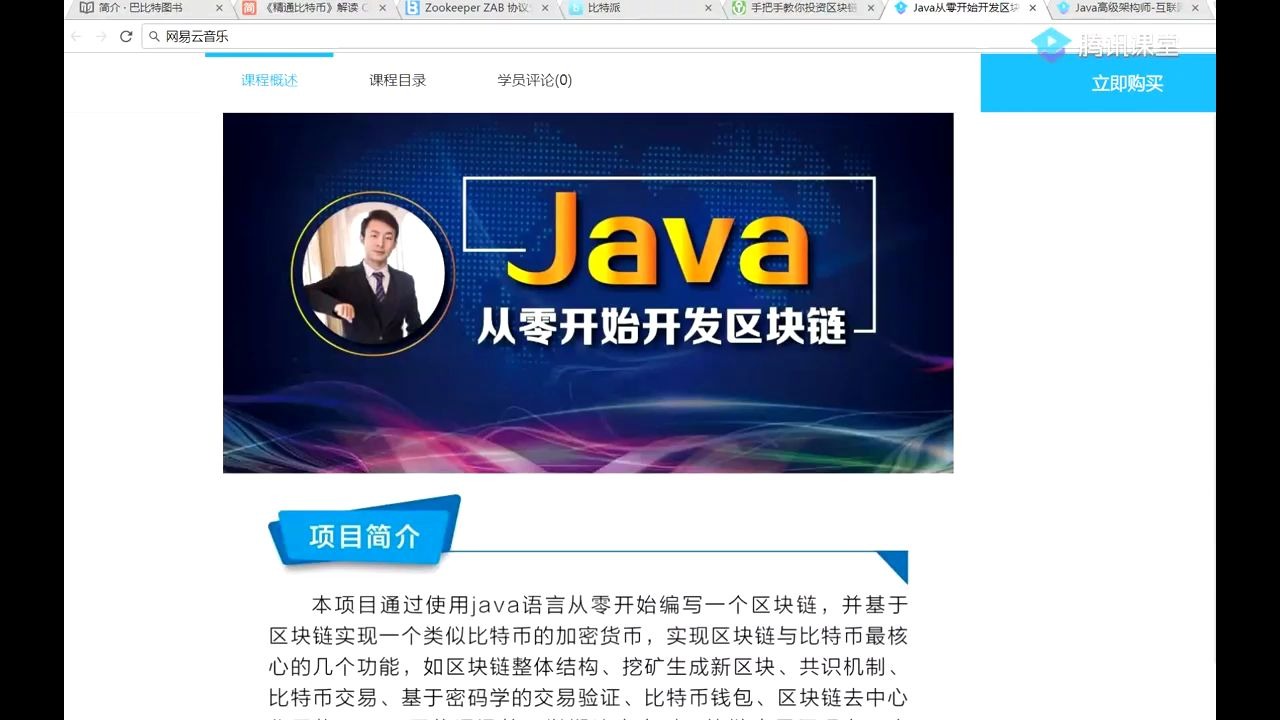 简介 · 巴比特图书
《精通比特币》解读
Zookeeper ZAB 协议
比特派
手把手教你投资区块链
Java从零开始开发区块
Java高级架构师-互联
网易云音乐
腾讯课堂
课程概述
课程目录
学员评论(0)
立即购买
Java
从零开始开发区块链
项目简介
本项目通过使用java语言从零开始编写一个区块链，并基于
区块链实现一个类似比特币的加密货币，实现区块链与比特币最核
心的几个功能，如区块链整体结构、挖矿生成新区块、共识机制、
比特币交易、基于密码学的交易验证、比特币钱包、区块链去中心